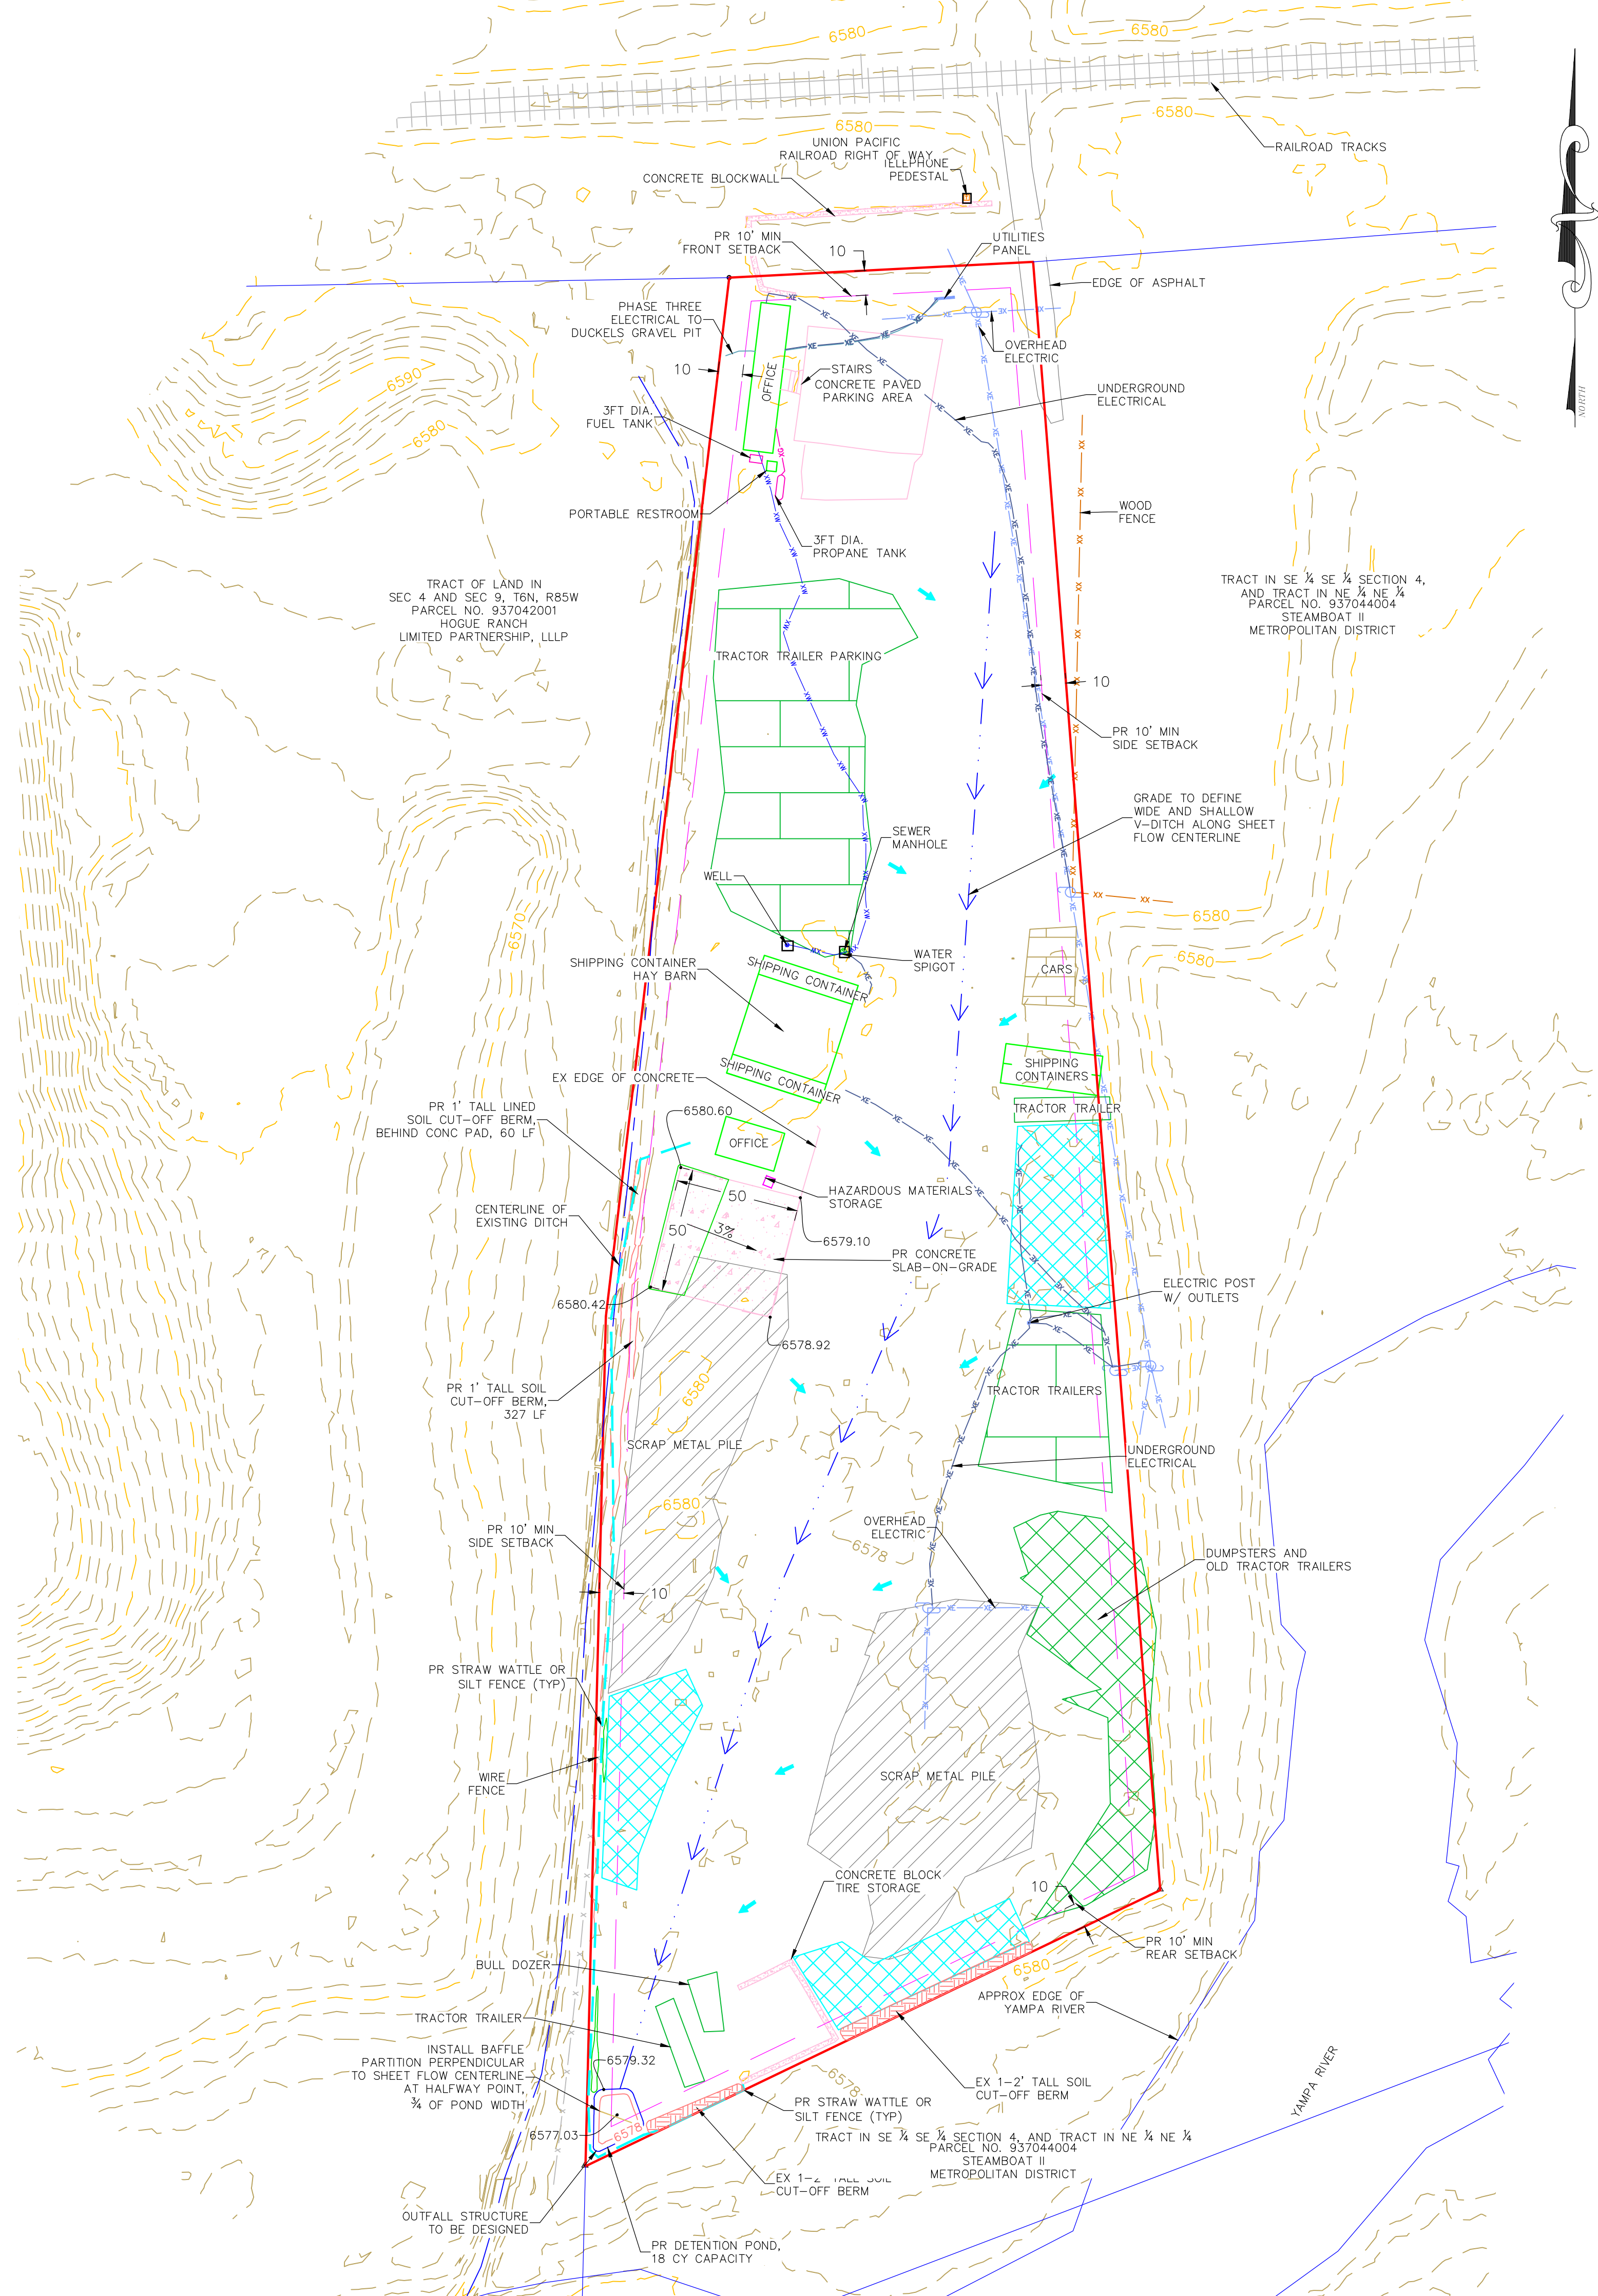 6580
6580
6580
6580
RAILROAD TRACKS
UNION PACIFIC
RAILROAD RIGHT OF WAY
TELEPHONE
PEDESTAL
CONCRETE BLOCKWALL
PR 10' MIN
FRONT SETBACK
10
UTILITIES
PANEL
EDGE OF ASPHALT
NORTH
PHASE THREE
ELECTRICAL TO
DUCKELS GRAVEL PIT
10
OFFICE
STAIRS
CONCRETE PAVED
PARKING AREA
OVERHEAD
ELECTRIC
UNDERGROUND
ELECTRICAL
6590
6580
3FT DIA.
FUEL TANK
PORTABLE RESTROOM
3FT DIA.
PROPANE TANK
WOOD
FENCE
TRACT OF LAND IN
SEC 4 AND SEC 9, T6N, R85W
PARCEL NO. 937042001
HOGUE RANCH
LIMITED PARTNERSHIP, LLLP
TRACT IN SE ¼ SE ¼ SECTION 4,
AND TRACT IN NE ¼ NE ¼
PARCEL NO. 937044004
STEAMBOAT II
METROPOLITAN DISTRICT
TRACTOR TRAILER PARKING
10
PR 10' MIN
SIDE SETBACK
GRADE TO DEFINE
WIDE AND SHALLOW
V-DITCH ALONG SHEET
FLOW CENTERLINE
SEWER
MANHOLE
WELL
6570
6580
6580
WATER
SPIGOT
CARS
SHIPPING CONTAINER
HAY BARN
SHIPPING CONTAINER
SHIPPING CONTAINER
EX EDGE OF CONCRETE
SHIPPING
CONTAINERS
TRACTOR TRAILER
PR 1' TALL LINED
SOIL CUT-OFF BERM,
BEHIND CONC PAD, 60 LF
6580.60
OFFICE
HAZARDOUS MATERIALS
STORAGE
50
50
3%
6579.10
CENTERLINE OF
EXISTING DITCH
PR CONCRETE
SLAB-ON-GRADE
6580.42
6578.92
ELECTRIC POST
W/ OUTLETS
PR 1' TALL SOIL
CUT-OFF BERM,
327 LF
6580
TRACTOR TRAILERS
SCRAP METAL PILE
UNDERGROUND
ELECTRICAL
6580
PR 10' MIN
SIDE SETBACK
10
OVERHEAD
ELECTRIC
6578
DUMPSTERS AND
OLD TRACTOR TRAILERS
PR STRAW WATTLE OR
SILT FENCE (TYP)
WIRE
FENCE
SCRAP METAL PILE
CONCRETE BLOCK
TIRE STORAGE
10
PR 10' MIN
REAR SETBACK
6580
BULL DOZER
APPROX EDGE OF
YAMPA RIVER
TRACTOR TRAILER
INSTALL BAFFLE
PARTITION PERPENDICULAR
TO SHEET FLOW CENTERLINE
AT HALFWAY POINT,
¾ OF POND WIDTH
6579.32
6577.03
6578
6578
EX 1-2' TALL SOIL
CUT-OFF BERM
YAMPA RIVER
PR STRAW WATTLE OR
SILT FENCE (TYP)
TRACT IN SE ¼ SE ¼ SECTION 4, AND TRACT IN NE ¼ NE ¼
PARCEL NO. 937044004
STEAMBOAT II
METROPOLITAN DISTRICT
EX 1-2' TALL SOIL
CUT-OFF BERM
OUTFALL STRUCTURE
TO BE DESIGNED
PR DETENTION POND,
18 CY CAPACITY